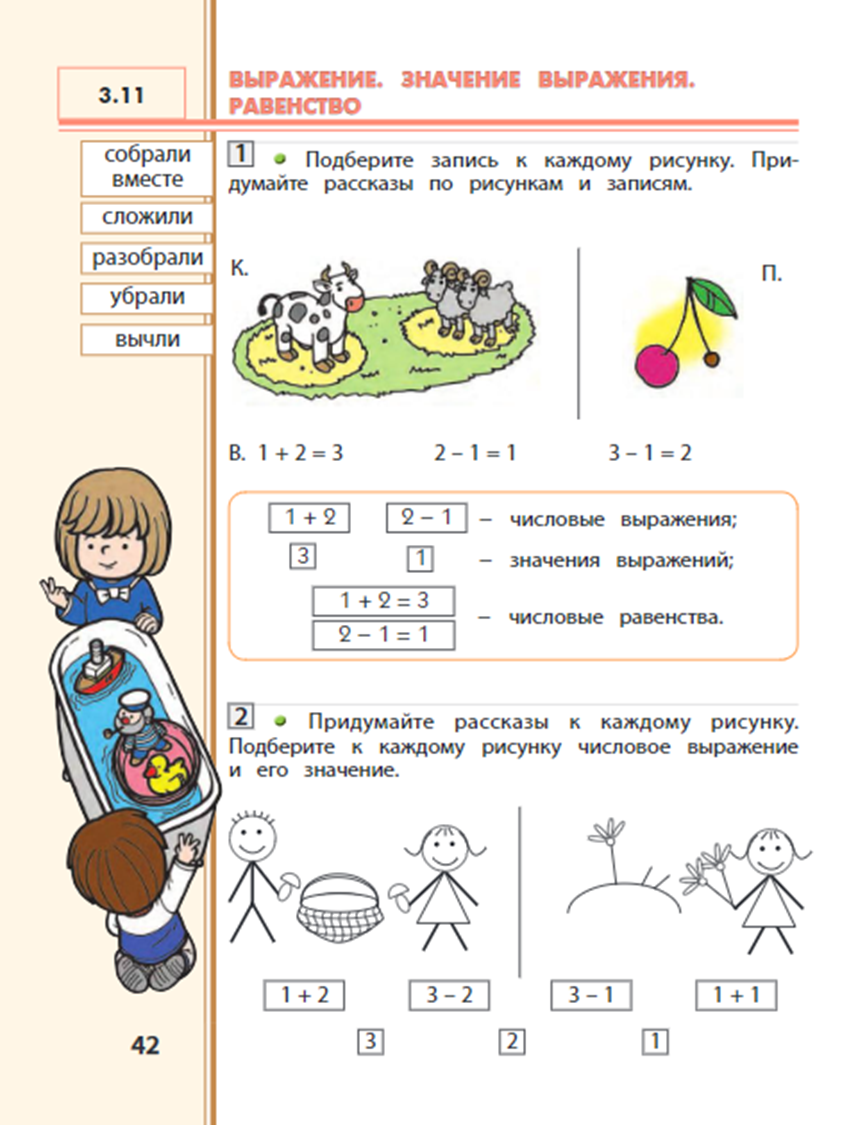 3.11
ВЫРАЖЕНИЕ. ЗНАЧЕНИЕ ВЫРАЖЕНИЯ.
РАВЕНСТВО
собрали
вместе
сложили
разобрали
убрали
вычли
1 • Подберите запись к каждому рисунку. При-
думайте рассказы по рисункам и записям.
К.
П.
В. 1 + 2 = 3 2 – 1 = 1 3 – 1 = 2
1 + 2 2 – 1 – числовые выражения;
3 1 – значения выражений;
1 + 2 = 3
2 – 1 = 1
– числовые равенства.
2 • Придумайте рассказы к каждому рисунку.
Подберите к каждому рисунку числовое выражение
и его значение.
1 + 2 3 – 2 3 – 1 1 + 1
3 2 1
42